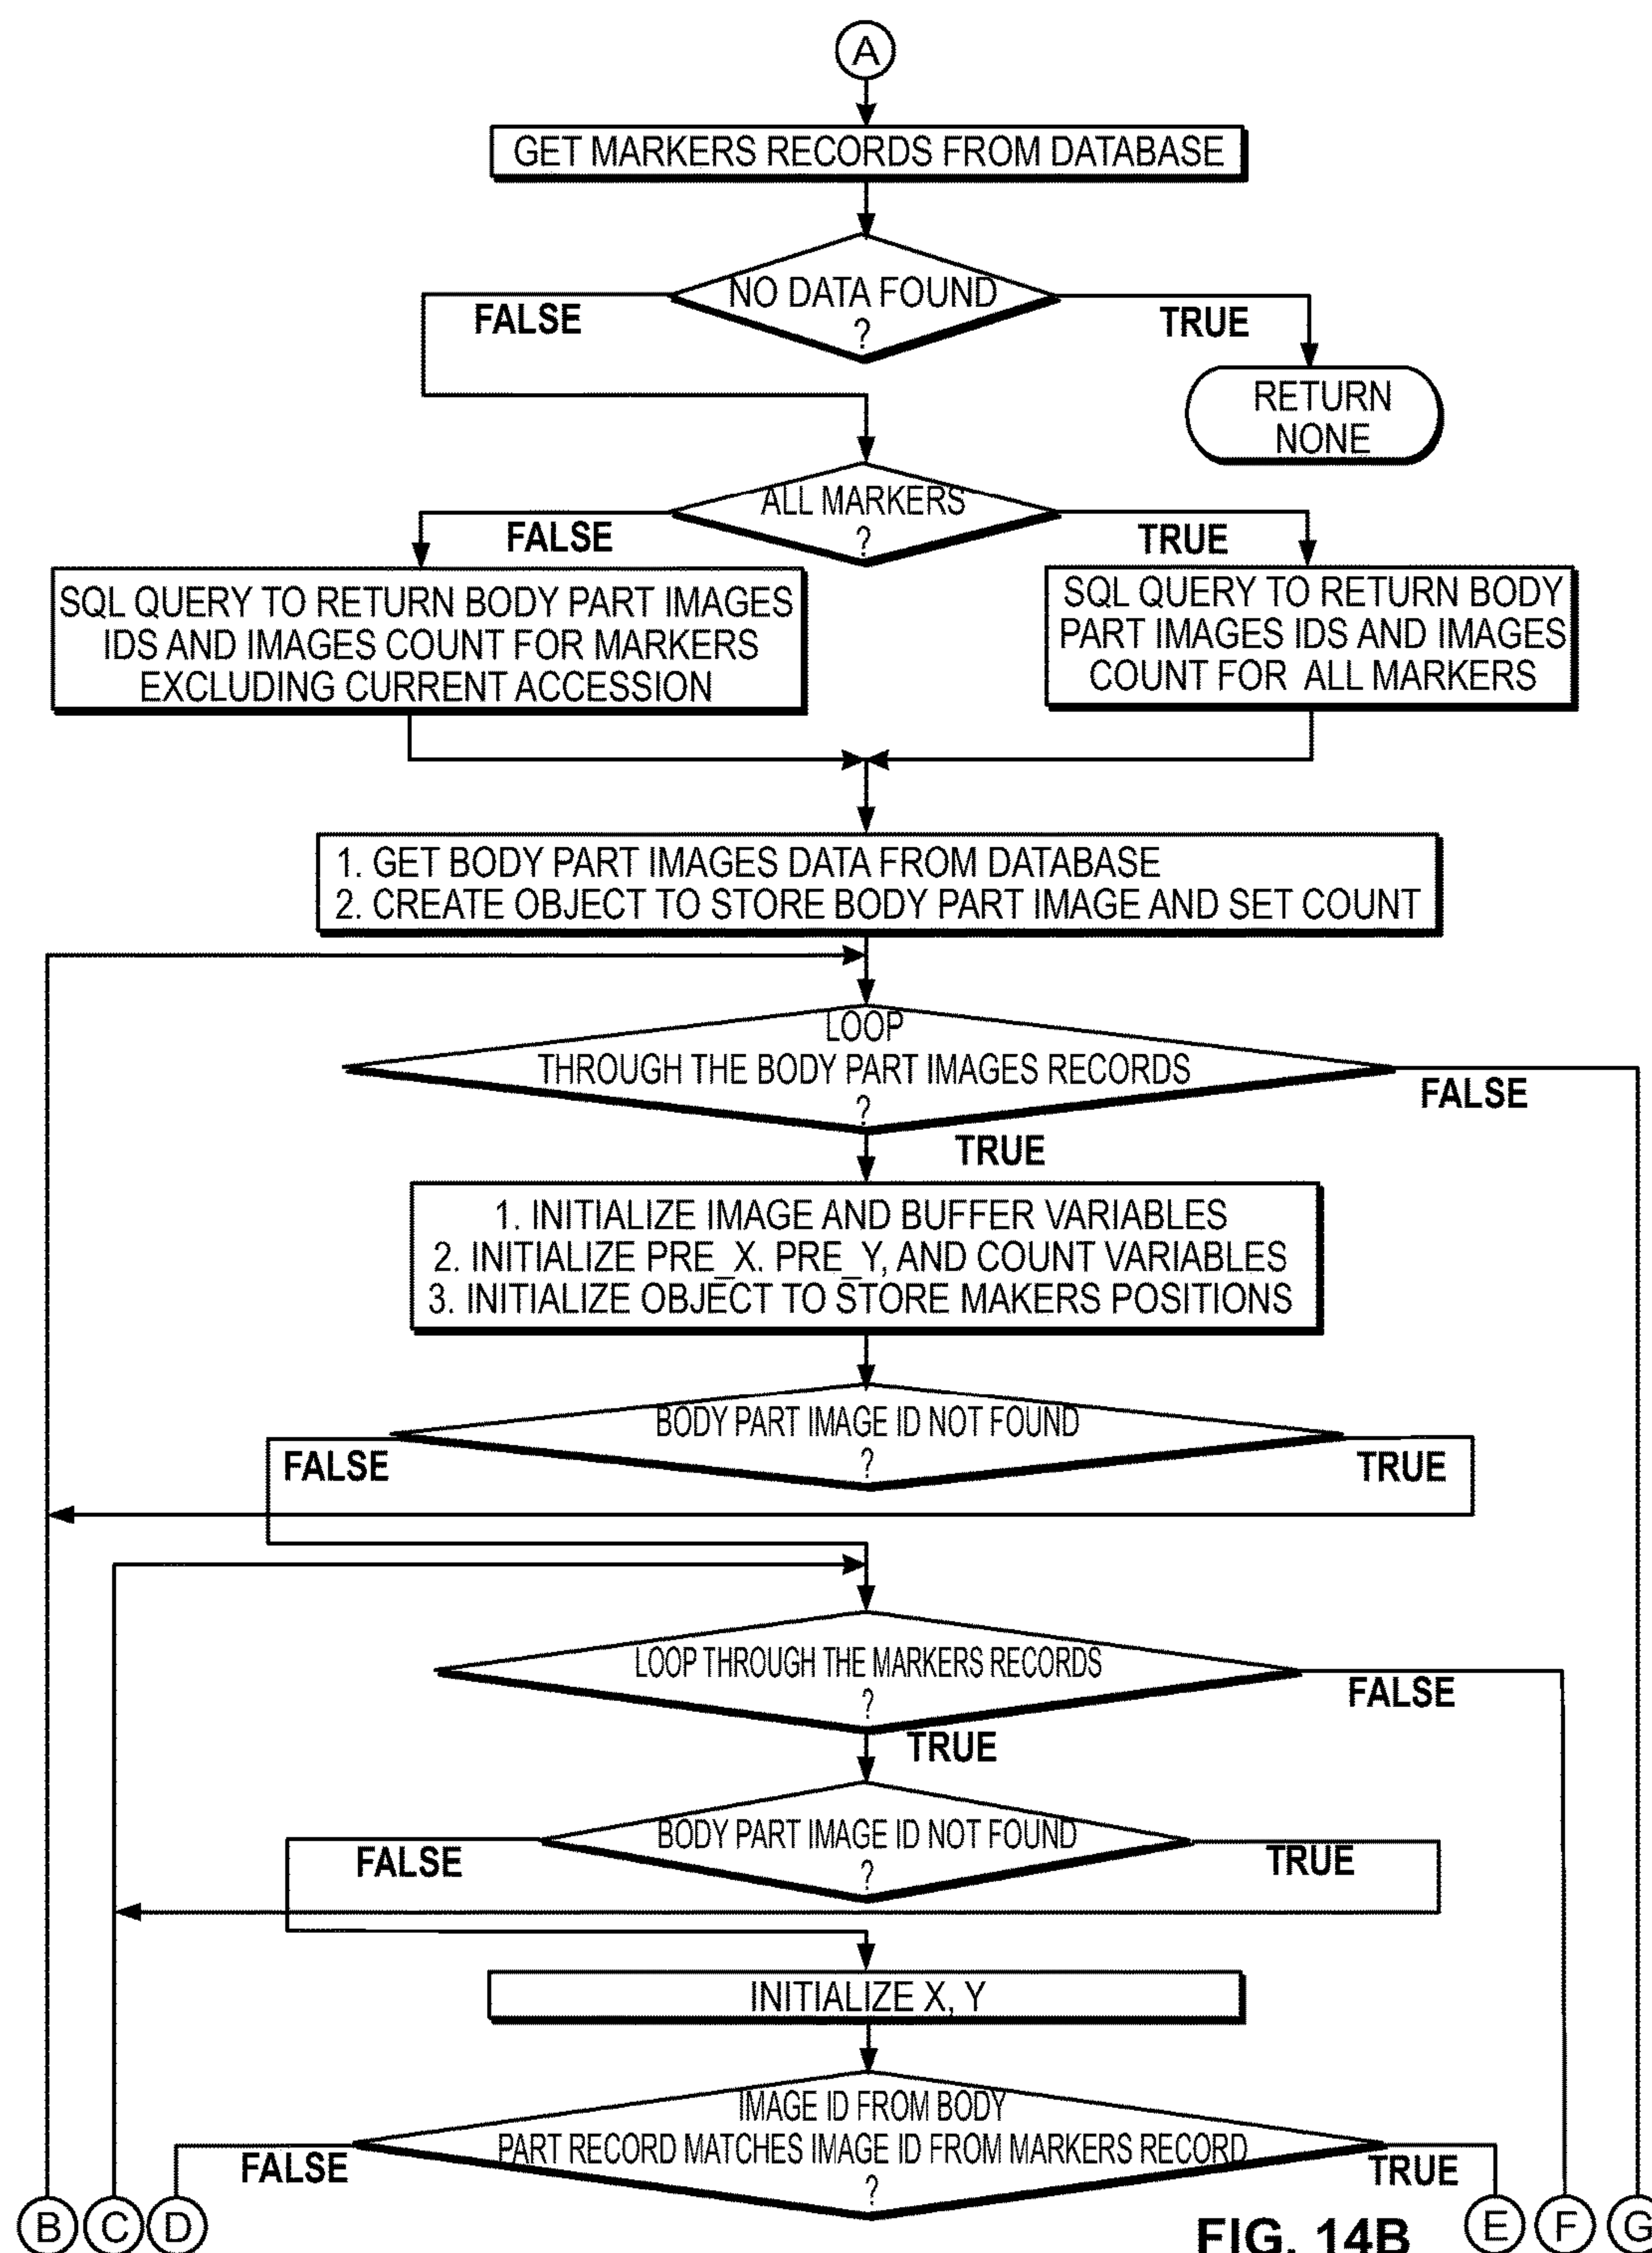 A
GET MARKERS RECORDS FROM DATABASE
NO DATA FOUND
?
FALSE
TRUE
RETURN
NONE
ALL MARKERS
?
FALSE
TRUE
SQL QUERY TO RETURN BODY PART IMAGES
IDS AND IMAGES COUNT FOR MARKERS
EXCLUDING CURRENT ACCESSION
SQL QUERY TO RETURN BODY
PART IMAGES IDS AND IMAGES
COUNT FOR ALL MARKERS
1. GET BODY PART IMAGES DATA FROM DATABASE
2. CREATE OBJECT TO STORE BODY PART IMAGE AND SET COUNT
LOOP
THROUGH THE BODY PART IMAGES RECORDS
?
FALSE
TRUE
1. INITIALIZE IMAGE AND BUFFER VARIABLES
2. INITIALIZE PRE_X. PRE_Y, AND COUNT VARIABLES
3. INITIALIZE OBJECT TO STORE MAKERS POSITIONS
BODY PART IMAGE ID NOT FOUND
?
FALSE
TRUE
LOOP THROUGH THE MARKERS RECORDS
?
FALSE
TRUE
BODY PART IMAGE ID NOT FOUND
?
FALSE
TRUE
INITIALIZE X, Y
IMAGE ID FROM BODY
PART RECORD MATCHES IMAGE ID FROM MARKERS RECORD
?
FALSE
TRUE
B C D
E F G
FIG. 14B